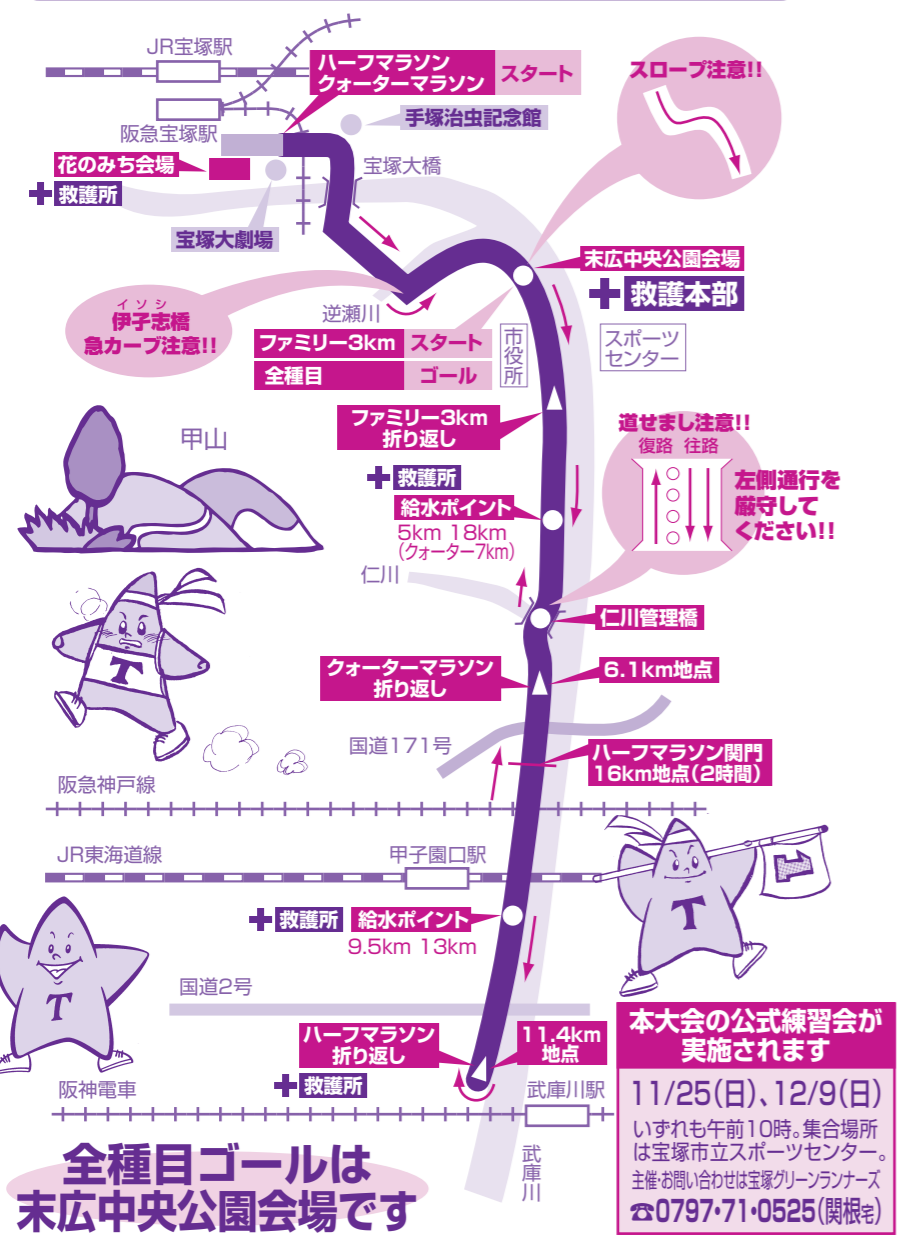 JR宝塚駅
ハーフマラソン
クォーターマラソン
スタート
スロープ注意!!
阪急宝塚駅
手塚治虫記念館
花のみち会場
救護所
宝塚大橋
宝塚大劇場
末広中央公園会場
救護本部
イソシ
伊孑志橋
急カーブ注意!!
逆瀬川
ファミリー3km スタート
全種目 ゴール
市役所
スポーツ
センター
ファミリー3km
折り返し
道せまし注意!!
復路 往路
左側通行を
厳守して
ください!!
甲山
救護所
給水ポイント
5km 18km
(クォーター7km)
仁川
仁川管理橋
T
クォーターマラソン
折り返し
6.1km地点
国道171号
ハーフマラソン関門
16km地点(2時間)
阪急神戸線
JR東海道線
甲子園口駅
1
T
救護所 給水ポイント
9.5km 13km
T
国道2号
ハーフマラソン
折り返し
11.4km
地点
救護所
阪神電車
武庫川駅
武庫川
本大会の公式練習会が
実施されます
11/25(日)、12/9(日)
いずれも午前10時。集合場所
は宝塚市立スポーツセンター。
主催・お問い合わせは宝塚グリーンランナーズ
☎0797・71・0525(関根宅)
全種目ゴールは
末広中央公園会場です